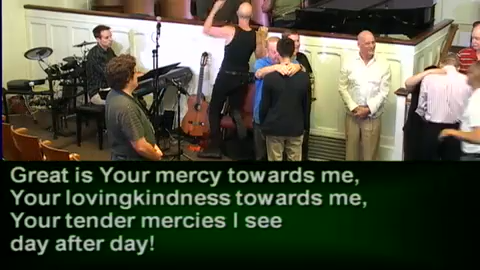 Great is Your mercy towards me,
Your lovingkindness towards me,
Your tender mercies I see
day after day!